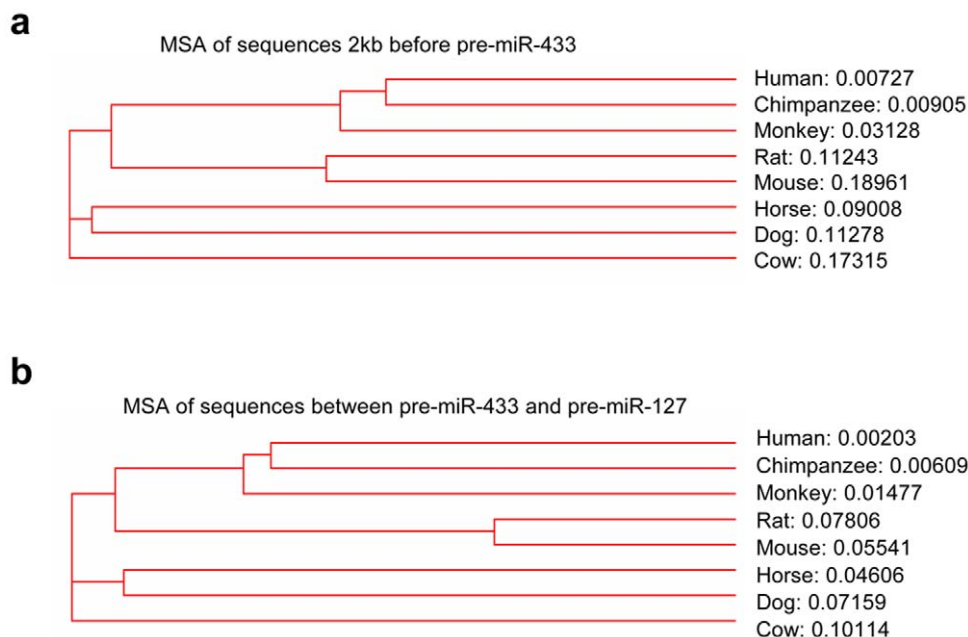 a
MSA of sequences 2kb before pre-miR-433
Human: 0.00727
Chimpanzee: 0.00905
Monkey: 0.03128
Rat: 0.11243
Mouse: 0.18961
Horse: 0.09008
Dog: 0.11278
Cow: 0.17315
b
MSA of sequences between pre-miR-433 and pre-miR-127
Human: 0.00203
Chimpanzee: 0.00609
Monkey: 0.01477
Rat: 0.07806
Mouse: 0.05541
Horse: 0.04606
Dog: 0.07159
Cow: 0.10114